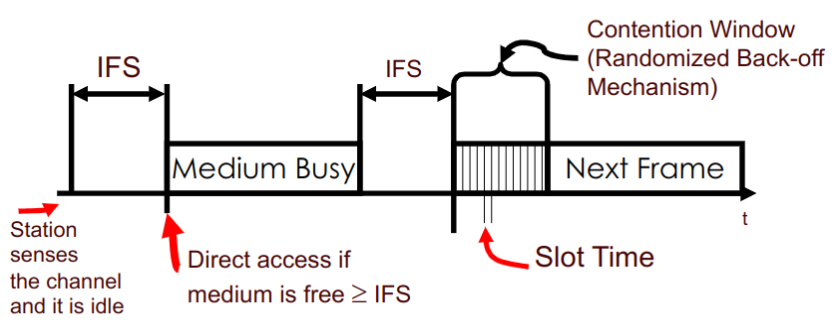 Contention Window
(Randomized Back-off
Mechanism)
IFS
IFS
Medium Busy
Next Frame
t
Station
senses
the channel
and it is idle
Direct access if
medium is free ≥ IFS
Slot Time